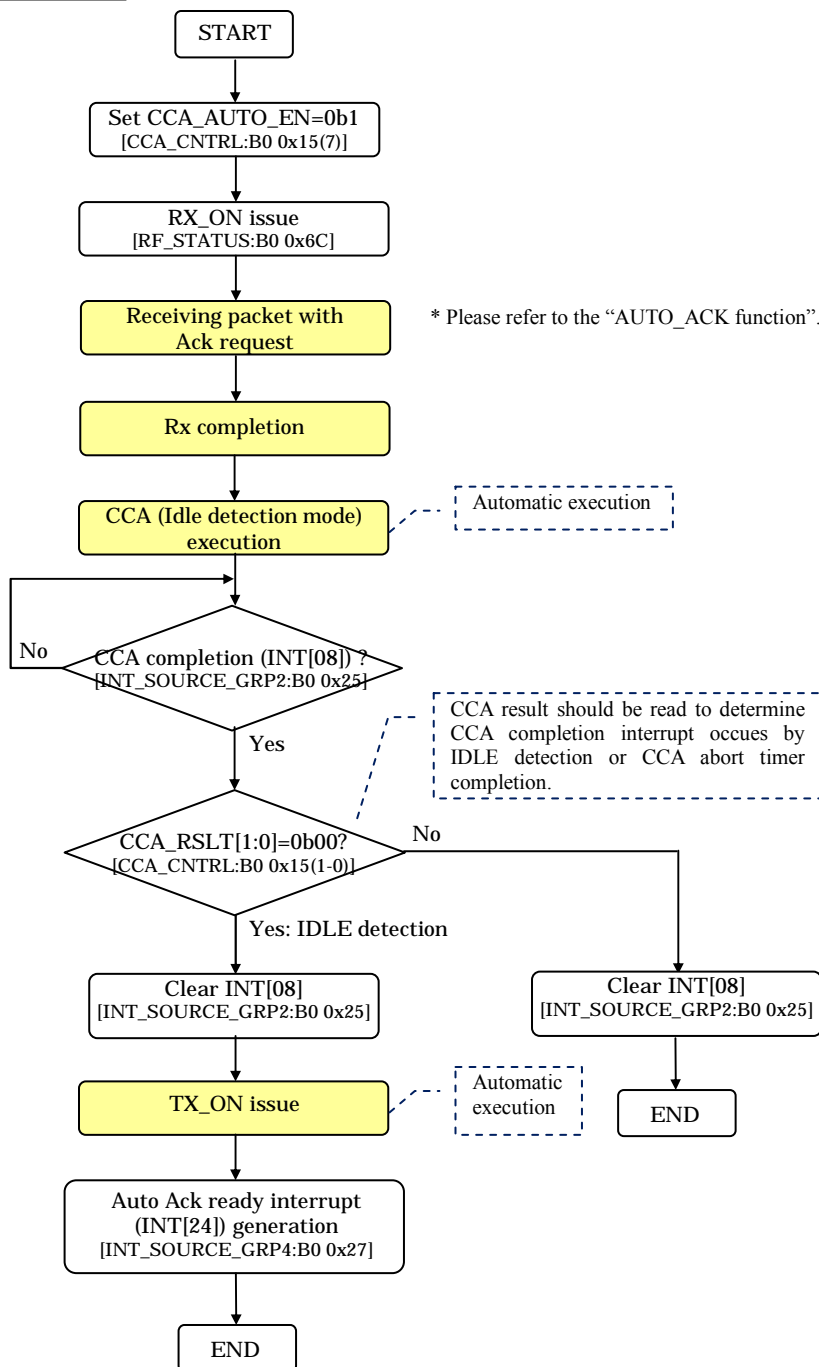 START
Set CCA_AUTO_EN=0b1
[CCA_CNTRL:B0 0x15(7)]
RX_ON issue
[RF_STATUS:B0 0x6C]
Receiving packet with
Ack request
* Please refer to the “AUTO_ACK function”.
Rx completion
CCA (Idle detection mode)
execution
Automatic execution
No
CCA completion (INT[08]) ?
[INT_SOURCE_GRP2:B0 0x25]
Yes
CCA result should be read to determine
CCA completion interrupt occues by
IDLE detection or CCA abort timer
completion.
CCA_RSLT[1:0]=0b00?
[CCA_CNTRL:B0 0x15(1-0)]
No
Yes: IDLE detection
Clear INT[08]
[INT_SOURCE_GRP2:B0 0x25]
Clear INT[08]
[INT_SOURCE_GRP2:B0 0x25]
TX_ON issue
Automatic
execution
END
Auto Ack ready interrupt
(INT[24]) generation
[INT_SOURCE_GRP4:B0 0x27]
END